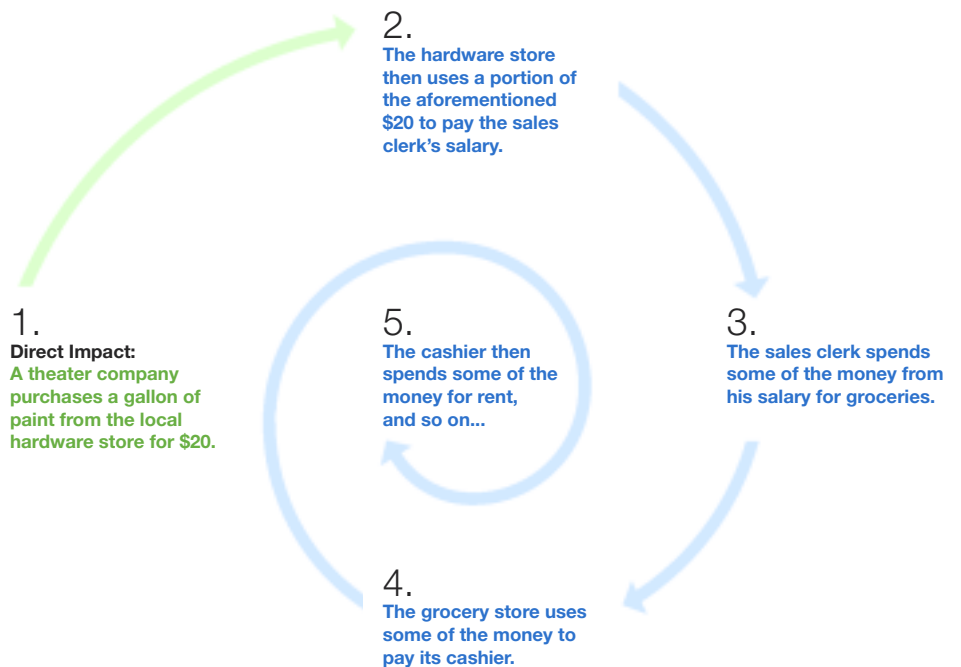 1.
Direct Impact:
A theater company
purchases a gallon of
paint from the local
hardware store for $20.
2.
The hardware store
then uses a portion of
the aforementioned
$20 to pay the sales
clerk’s salary.
3.
The sales clerk spends
some of the money from
his salary for groceries.
4.
The grocery store uses
some of the money to
pay its cashier.
5.
The cashier then
spends some of the
money for rent,
and so on...